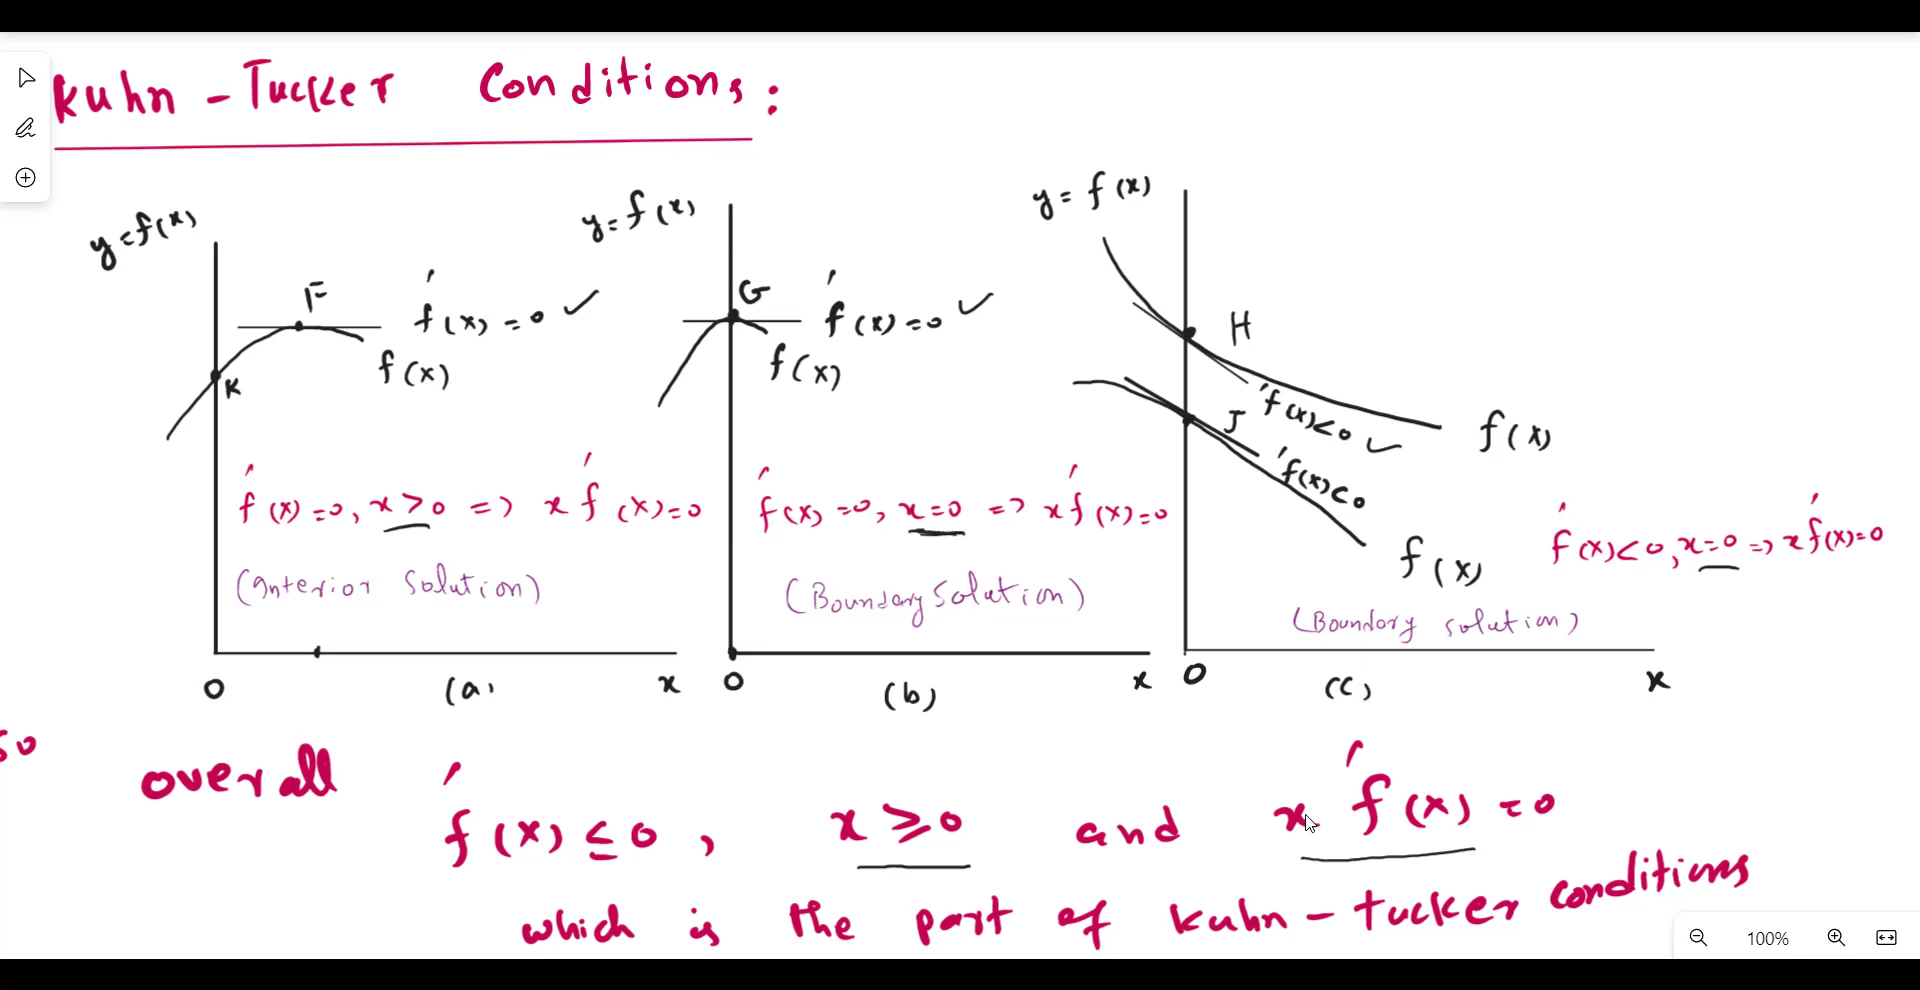 Kuhn-Tucker Conditions:
y=f(x)
F
f'(x)=0 ✓
f(x)
K
f'(x)=0, x>0 => x f'(x)=0
(Interior Solution)
O
(a)
x
y=f(x)
G
f'(x)=0 ✓
f(x)
f'(x)=0, x=0 => x f'(x)=0
(Boundary Solution)
O
(b)
x
y=f(x)
H
'f(x)<0 ✓
f(x)
J
'f(x)<0
f(x)
f'(x)<0, x=0 => x f'(x)=0
(Boundary solution)
O
(c)
x
so
overall f'(x) ≤ 0, x ≥ 0 and x f'(x) = 0
which is the part of kuhn-tucker conditions
100%